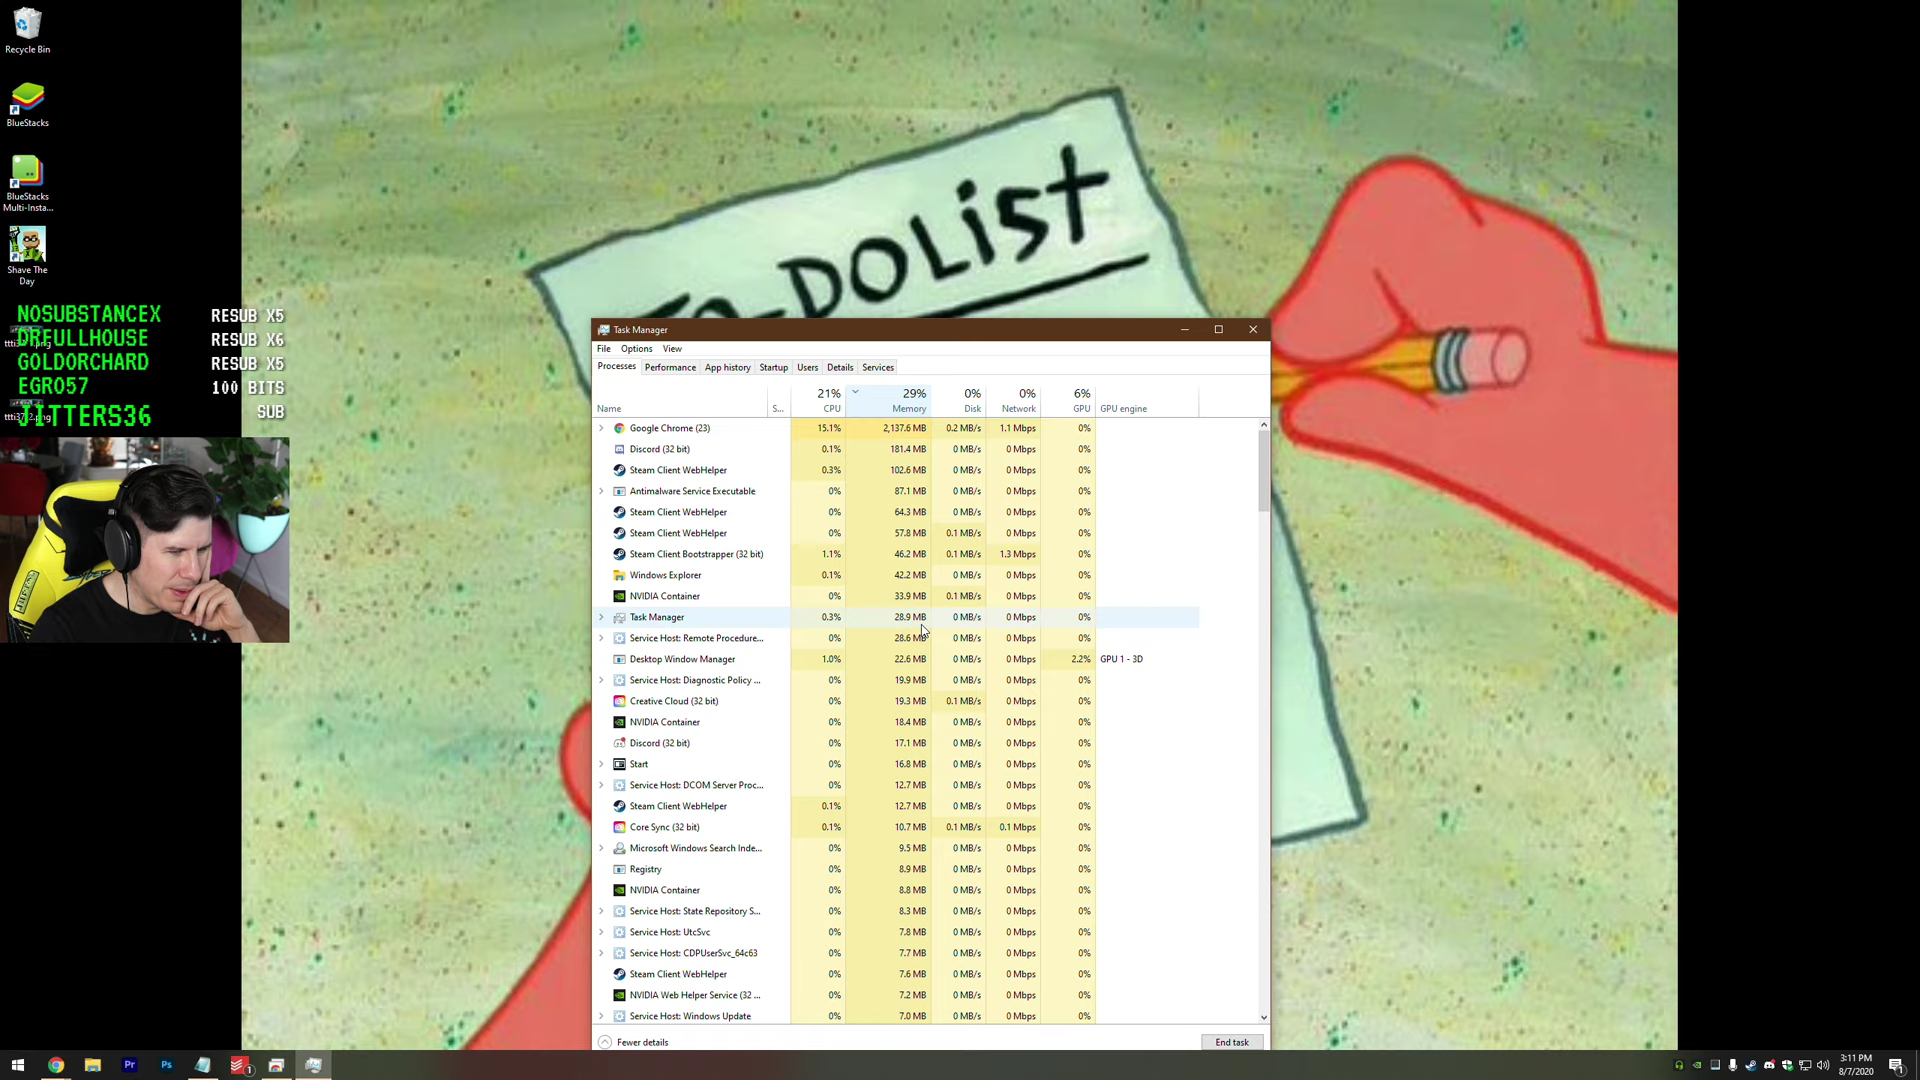 Recycle Bin
BlueStacks
BlueStacks
Multi-Insta...
Shave The
Day
NOSUBSTANCEX RESUB X5
DREULLHOUSE RESUB X6
GOLDORCHARD RESUB X5
EGRO57 100 BITS
JITTERS36 SUB
TO-DO List
Task Manager
File Options View
Processes Performance App history Startup Users Details Services
21% 29% 0% 0% 6%
Name S... CPU Memory Disk Network GPU GPU engine
Google Chrome (23) 15.1% 2,137.6 MB 0.2 MB/s 1.1 Mbps 0%
Discord (32 bit) 0.1% 181.4 MB 0 MB/s 0 Mbps 0%
Steam Client WebHelper 0.3% 102.6 MB 0 MB/s 0 Mbps 0%
Antimalware Service Executable 0% 87.1 MB 0 MB/s 0 Mbps 0%
Steam Client WebHelper 0% 64.3 MB 0 MB/s 0 Mbps 0%
Steam Client WebHelper 0% 57.8 MB 0.1 MB/s 0 Mbps 0%
Steam Client Bootstrapper (32 bit) 1.1% 46.2 MB 0.1 MB/s 1.3 Mbps 0%
Windows Explorer 0.1% 42.2 MB 0 MB/s 0 Mbps 0%
NVIDIA Container 0% 33.9 MB 0.1 MB/s 0 Mbps 0%
Task Manager 0.3% 28.9 MB 0 MB/s 0 Mbps 0%
Service Host: Remote Procedure... 0% 28.6 MB 0 MB/s 0 Mbps 0%
Desktop Window Manager 1.0% 22.6 MB 0 MB/s 0 Mbps 2.2% GPU 1 - 3D
Service Host: Diagnostic Policy ... 0% 19.9 MB 0 MB/s 0 Mbps 0%
Creative Cloud (32 bit) 0% 19.3 MB 0.1 MB/s 0 Mbps 0%
NVIDIA Container 0% 18.4 MB 0 MB/s 0 Mbps 0%
Discord (32 bit) 0% 17.1 MB 0 MB/s 0 Mbps 0%
Start 0% 16.8 MB 0 MB/s 0 Mbps 0%
Service Host: DCOM Server Proc... 0% 12.7 MB 0 MB/s 0 Mbps 0%
Steam Client WebHelper 0.1% 12.7 MB 0 MB/s 0 Mbps 0%
Core Sync (32 bit) 0.1% 10.7 MB 0.1 MB/s 0.1 Mbps 0%
Microsoft Windows Search Inde... 0% 9.5 MB 0 MB/s 0 Mbps 0%
Registry 0% 8.9 MB 0 MB/s 0 Mbps 0%
NVIDIA Container 0% 8.8 MB 0 MB/s 0 Mbps 0%
Service Host: State Repository S... 0% 8.3 MB 0 MB/s 0 Mbps 0%
Service Host: UtcSvc 0% 7.8 MB 0 MB/s 0 Mbps 0%
Service Host: CDPUserSvc_64c63 0% 7.7 MB 0 MB/s 0 Mbps 0%
Steam Client WebHelper 0% 7.6 MB 0 MB/s 0 Mbps 0%
NVIDIA Web Helper Service (32 ... 0% 7.2 MB 0 MB/s 0 Mbps 0%
Service Host: Windows Update 0% 7.0 MB 0 MB/s 0 Mbps 0%
Fewer details End task
Pr Ps 1
3:11 PM
8/7/2020
1